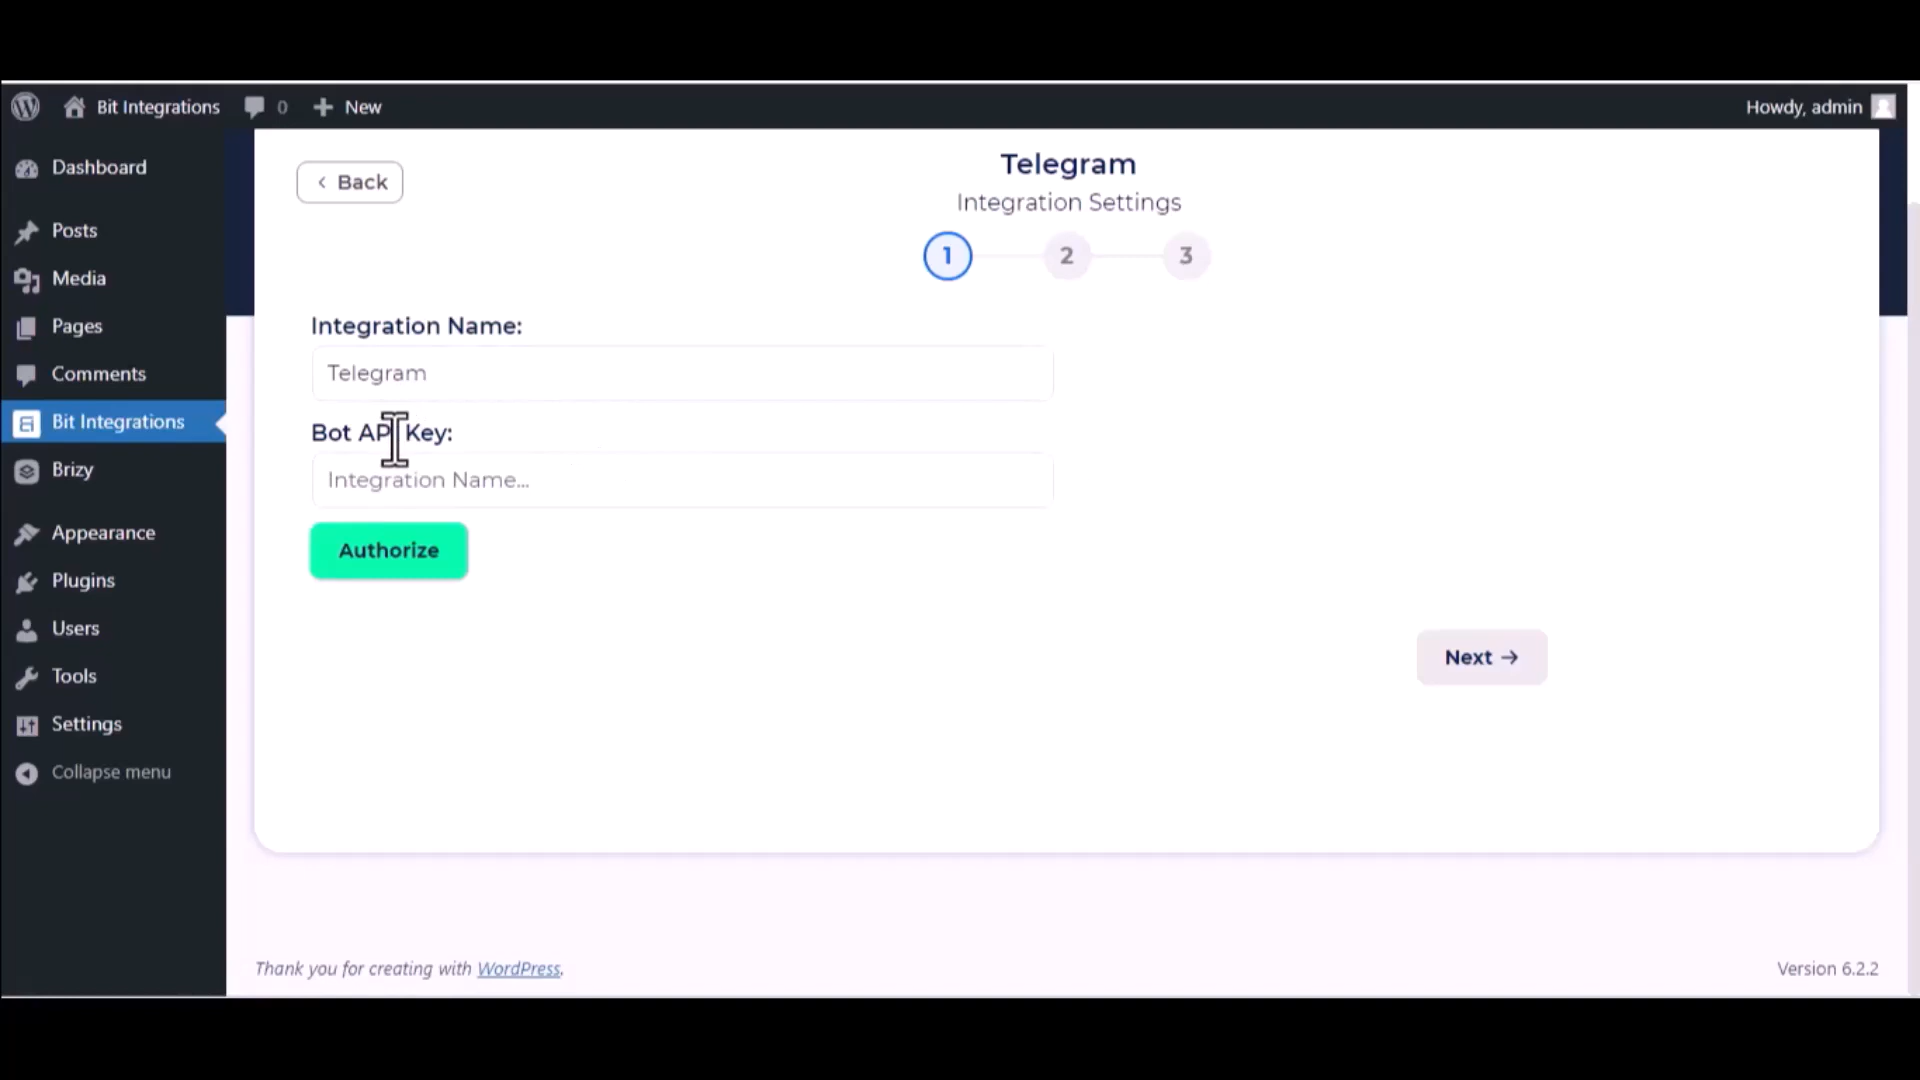 Bit Integrations
0
New
Howdy, admin
Dashboard
Posts
Media
Pages
Comments
Bit Integrations
Brizy
Appearance
Plugins
Users
Tools
Settings
Collapse menu
Back
Telegram
Integration Settings
1
2
3
Integration Name:
Telegram
Bot API Key:
Integration Name...
Authorize
Next →
Thank you for creating with WordPress.
Version 6.2.2